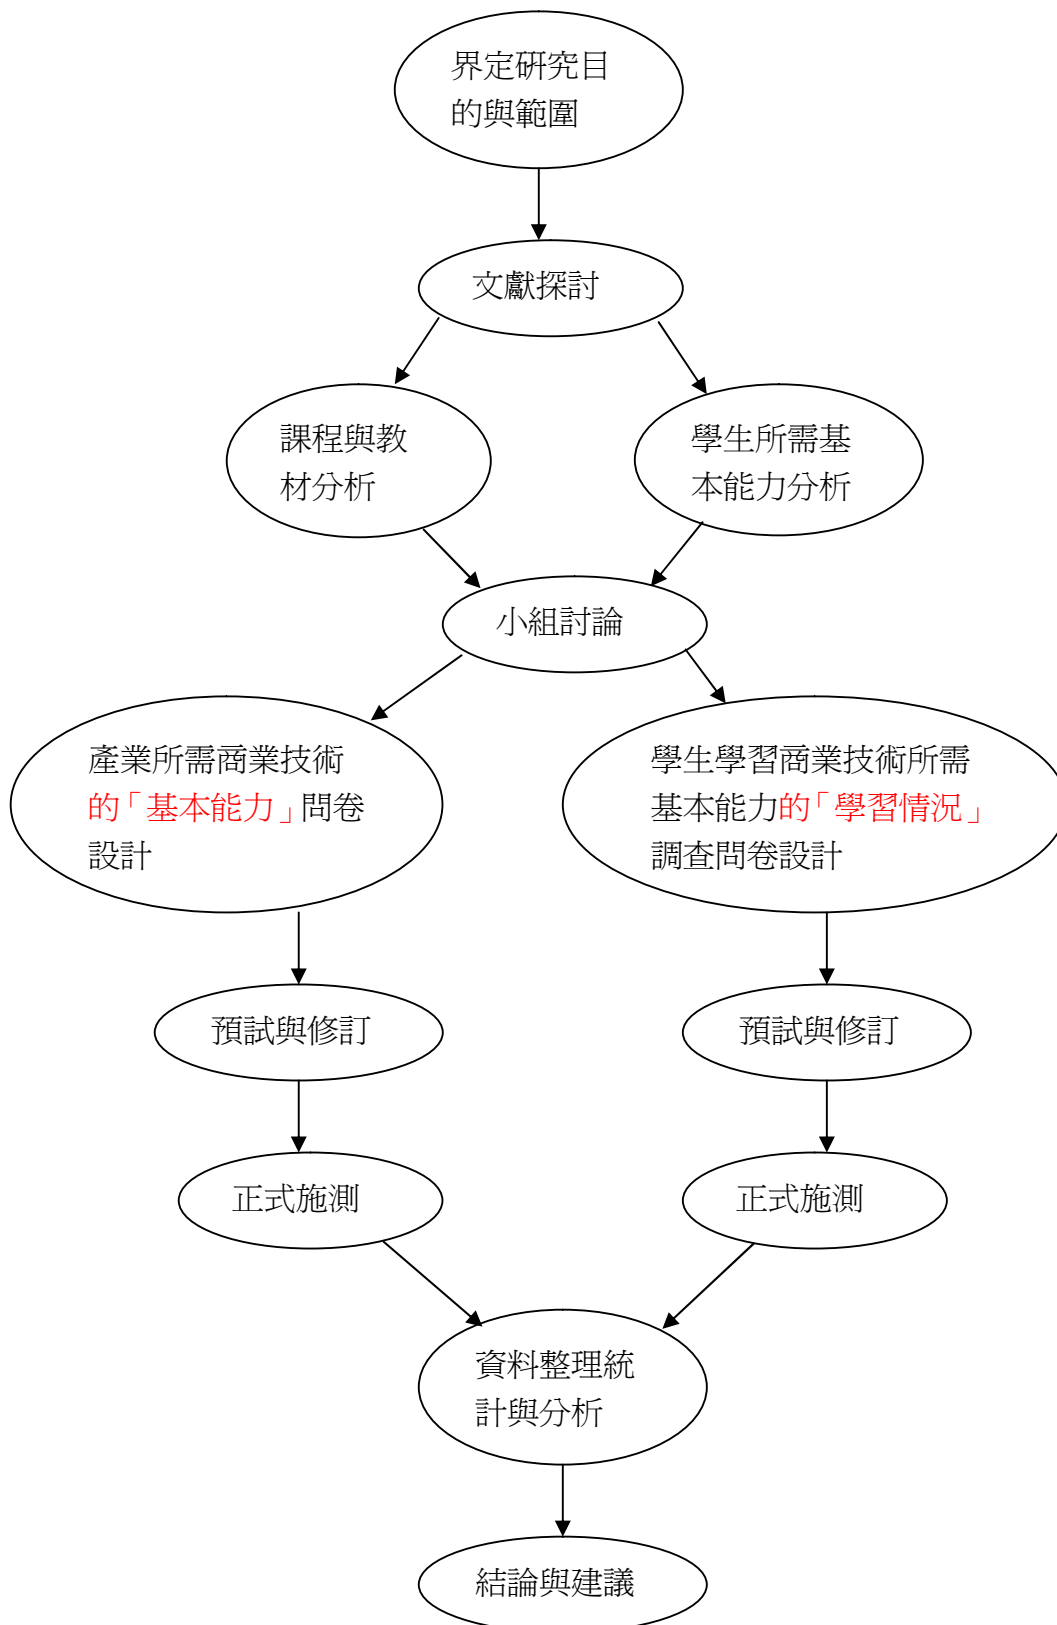 界定研究目
的與範圍
文獻探討
課程與教
材分析
學生所需基
本能力分析
小組討論
產業所需商業技術
的「基本能力」問卷
設計
學生學習商業技術所需
基本能力的「學習情況」
調查問卷設計
預試與修訂
預試與修訂
正式施測
正式施測
資料整理統
計與分析
結論與建議